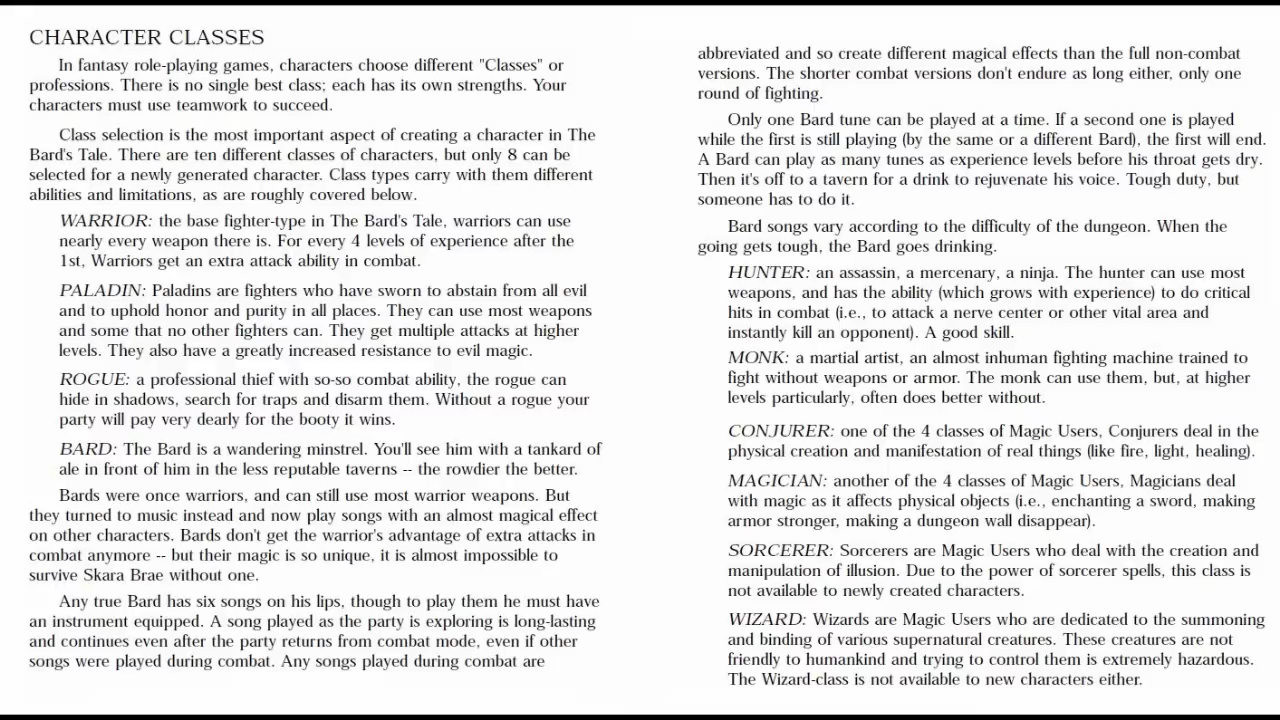 CHARACTER CLASSES
In fantasy role-playing games, characters choose different "Classes" or
professions. There is no single best class; each has its own strengths. Your
characters must use teamwork to succeed.
Class selection is the most important aspect of creating a character in The
Bard's Tale. There are ten different classes of characters, but only 8 can be
selected for a newly generated character. Class types carry with them different
abilities and limitations, as are roughly covered below.
WARRIOR: the base fighter-type in The Bard's Tale, warriors can use
nearly every weapon there is. For every 4 levels of experience after the
1st, Warriors get an extra attack ability in combat.
PALADIN: Paladins are fighters who have sworn to abstain from all evil
and to uphold honor and purity in all places. They can use most weapons
and some that no other fighters can. They get multiple attacks at higher
levels. They also have a greatly increased resistance to evil magic.
ROGUE: a professional thief with so-so combat ability, the rogue can
hide in shadows, search for traps and disarm them. Without a rogue your
party will pay very dearly for the booty it wins.
BARD: The Bard is a wandering minstrel. You'll see him with a tankard of
ale in front of him in the less reputable taverns -- the rowdier the better.
Bards were once warriors, and can still use most warrior weapons. But
they turned to music instead and now play songs with an almost magical effect
on other characters. Bards don't get the warrior's advantage of extra attacks in
combat anymore -- but their magic is so unique, it is almost impossible to
survive Skara Brae without one.
Any true Bard has six songs on his lips, though to play them he must have
an instrument equipped. A song played as the party is exploring is long-lasting
and continues even after the party returns from combat mode, even if other
songs were played during combat. Any songs played during combat are
abbreviated and so create different magical effects than the full non-combat
versions. The shorter combat versions don't endure as long either, only one
round of fighting.
Only one Bard tune can be played at a time. If a second one is played
while the first is still playing (by the same or a different Bard), the first will end.
A Bard can play as many tunes as experience levels before his throat gets dry.
Then it's off to a tavern for a drink to rejuvenate his voice. Tough duty, but
someone has to do it.
Bard songs vary according to the difficulty of the dungeon. When the
going gets tough, the Bard goes drinking.
HUNTER: an assassin, a mercenary, a ninja. The hunter can use most
weapons, and has the ability (which grows with experience) to do critical
hits in combat (i.e., to attack a nerve center or other vital area and
instantly kill an opponent). A good skill.
MONK: a martial artist, an almost inhuman fighting machine trained to
fight without weapons or armor. The monk can use them, but, at higher
levels particularly, often does better without.
CONJURER: one of the 4 classes of Magic Users, Conjurers deal in the
physical creation and manifestation of real things (like fire, light, healing).
MAGICIAN: another of the 4 classes of Magic Users, Magicians deal
with magic as it affects physical objects (i.e., enchanting a sword, making
armor stronger, making a dungeon wall disappear).
SORCERER: Sorcerers are Magic Users who deal with the creation and
manipulation of illusion. Due to the power of sorcerer spells, this class is
not available to newly created characters.
WIZARD: Wizards are Magic Users who are dedicated to the summoning
and binding of various supernatural creatures. These creatures are not
friendly to humankind and trying to control them is extremely hazardous.
The Wizard-class is not available to new characters either.